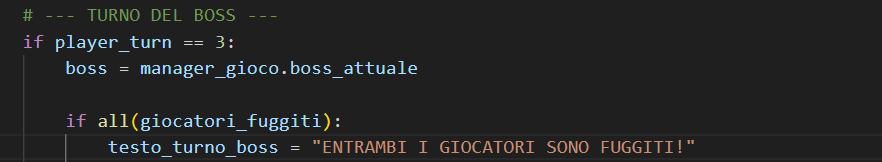 # --- TURNO DEL BOSS ---
if player_turn == 3:
boss = manager_gioco.boss_attuale
if all(giocatori_fuggiti):
testo_turno_boss = "ENTRAMBI I GIOCATORI SONO FUGGITI!"